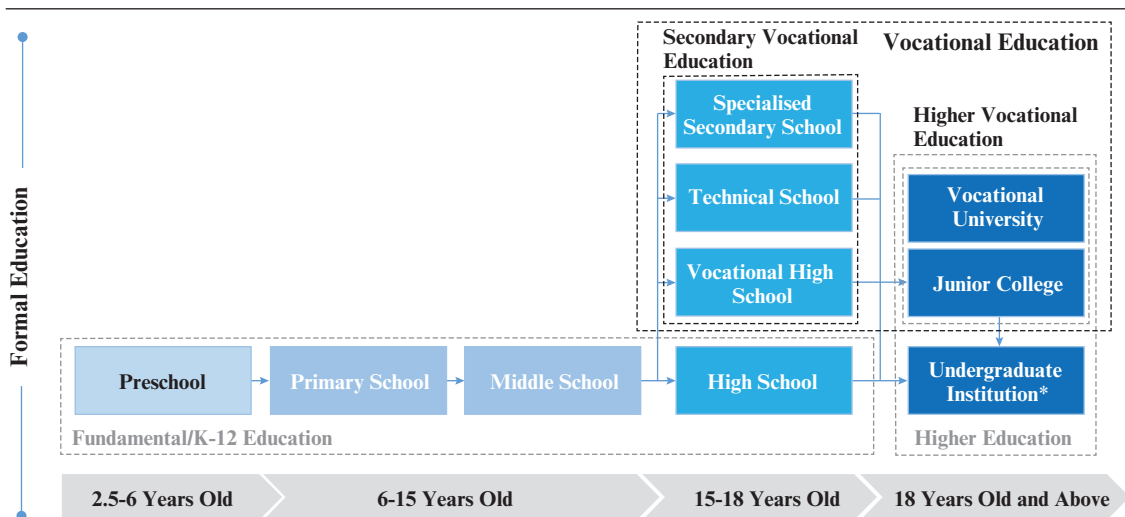 Formal Education
Secondary Vocational
Education
Vocational Education
Specialised
Secondary School
Technical School
Vocational High
School
Higher Vocational
Education
Vocational
University
Junior College
Preschool
Primary School
Middle School
High School
Undergraduate
Institution*
Fundamental/K-12 Education
Higher Education
2.5-6 Years Old
6-15 Years Old
15-18 Years Old
18 Years Old and Above